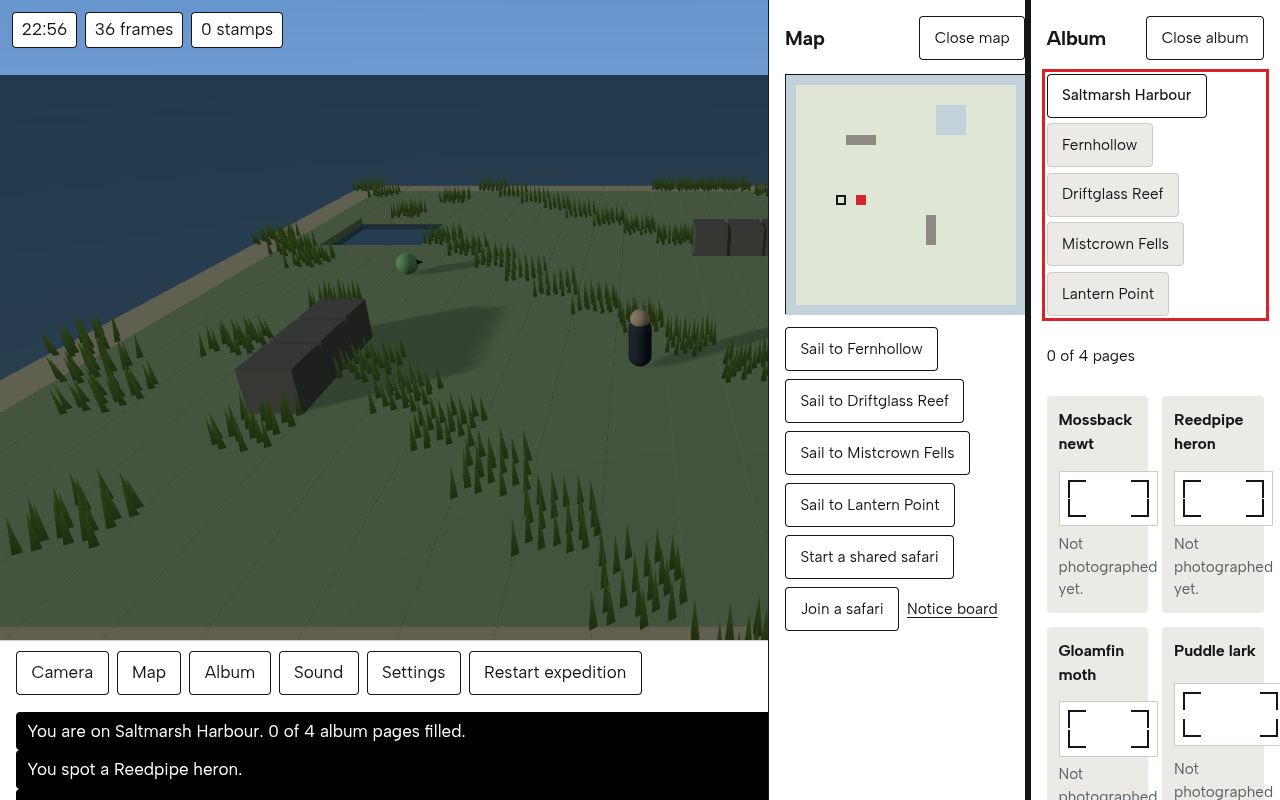 22:56
36 frames
0 stamps
Camera
Map
Album
Sound
Settings
Restart expedition
You are on Saltmarsh Harbour. 0 of 4 album pages filled.
You spot a Reedpipe heron.
Map
Close map
Sail to Fernhollow
Sail to Driftglass Reef
Sail to Mistcrown Fells
Sail to Lantern Point
Start a shared safari
Join a safari
Notice board
Album
Close album
Saltmarsh Harbour
Fernhollow
Driftglass Reef
Mistcrown Fells
Lantern Point
0 of 4 pages
Mossback
newt
Not
photographed
yet.
Reedpipe
heron
Not
photographed
yet.
Gloamfin
moth
Not
photographed
Puddle lark
Not
photographed